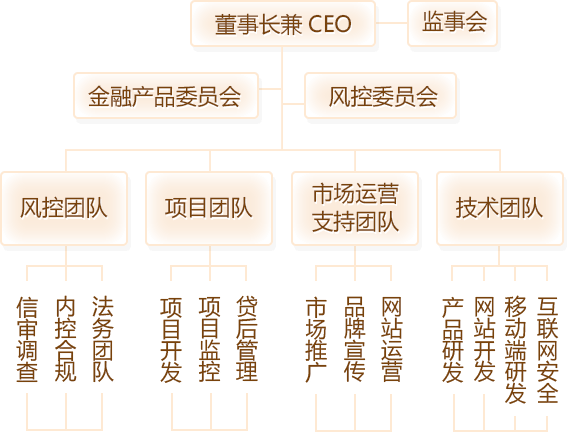 董事长兼 CEO
监事会
金融产品委员会
风控委员会
风控团队
项目团队
市场运营
支持团队
技术团队
信审调查
内控合规
法务团队
项目开发
项目监控
贷后管理
市场推广
品牌宣传
网站运营
产品研发
网站开发
移动端研发
互联网安全